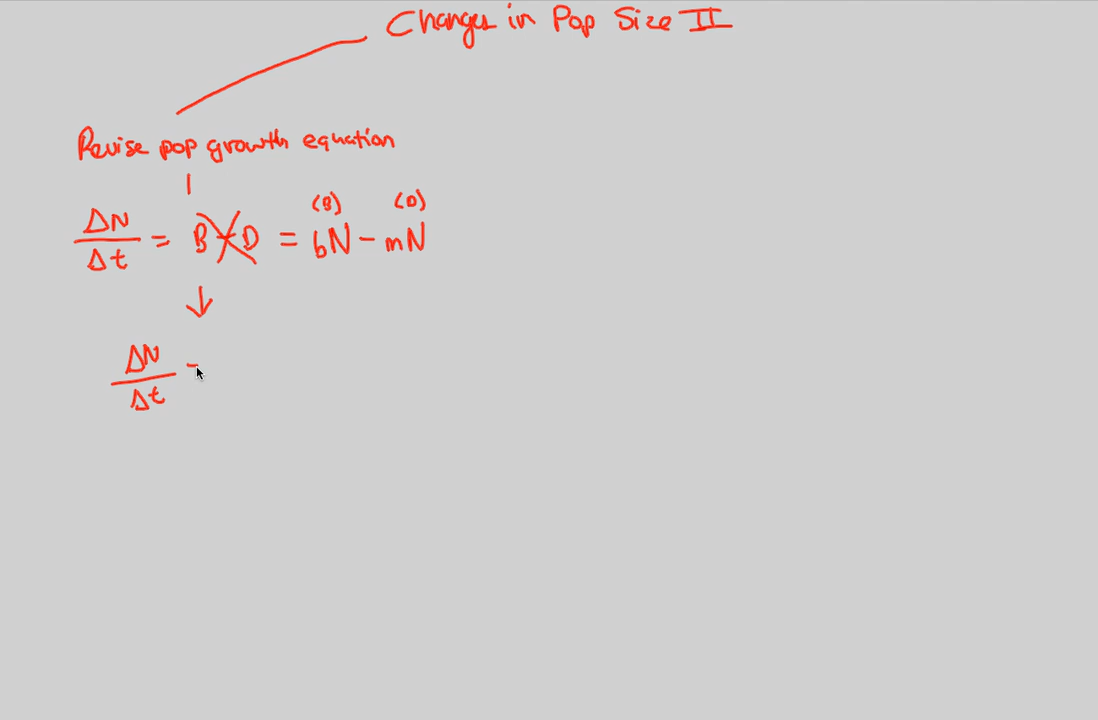 Changes in Pop Size II
Revise pop growth equation
(B) (D)
ΔN/Δt = B - D = bN - mN
ΔN/Δt -